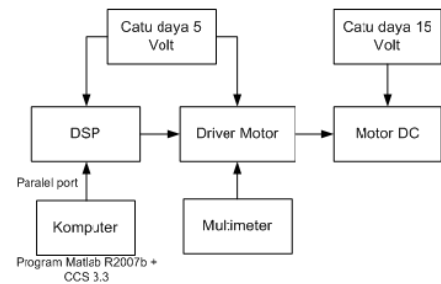 Catu daya 5
Volt
Catu daya 15
Volt
DSP
Driver Motor
Motor DC
Paralel port
Komputer
Multimeter
Program Matlab R2007b +
CCS 3.3